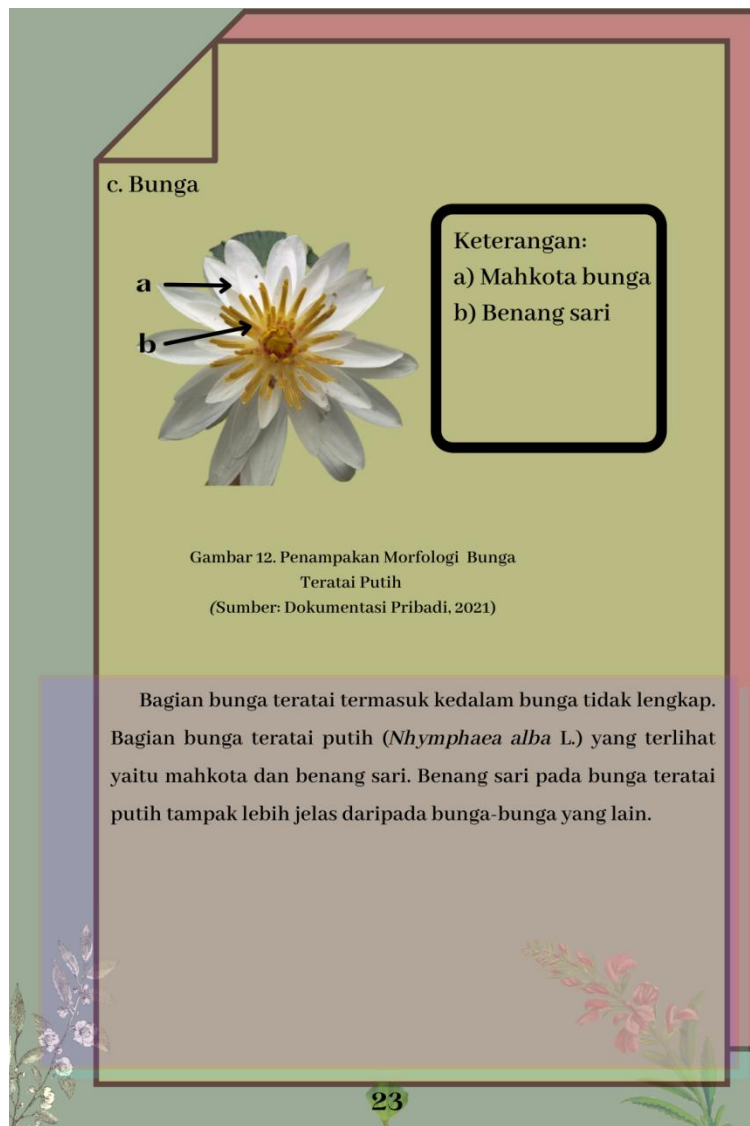 c. Bunga
a
b
Keterangan:
a) Mahkota bunga
b) Benang sari
Gambar 12. Penampakan Morfologi Bunga
Teratai Putih
(Sumber: Dokumentasi Pribadi, 2021)
Bagian bunga teratai termasuk kedalam bunga tidak lengkap.
Bagian bunga teratai putih (Nhymphaea alba L.) yang terlihat
yaitu mahkota dan benang sari. Benang sari pada bunga teratai
putih tampak lebih jelas daripada bunga-bunga yang lain.
23